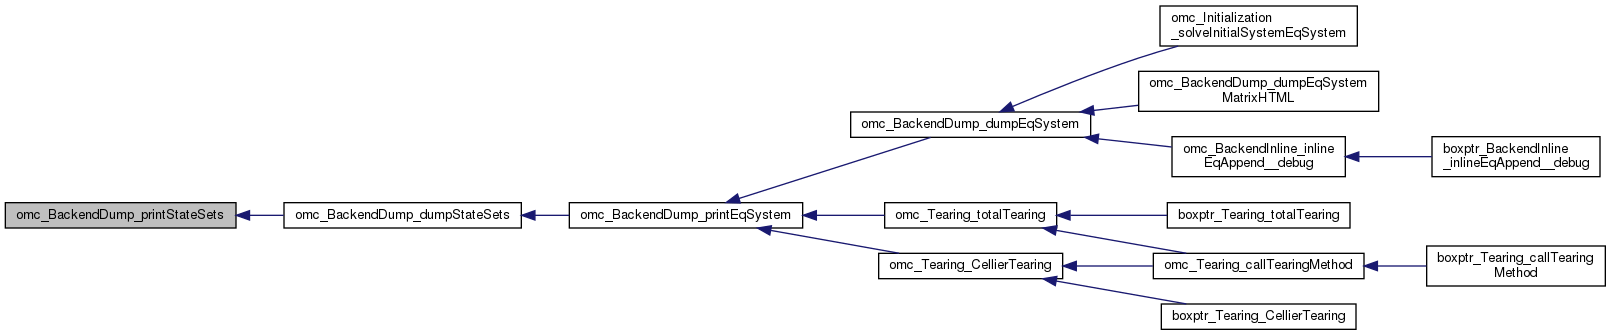 omc_Initialization
_solveInitialSystemEqSystem
omc_BackendDump_dumpEqSystem
MatrixHTML
omc_BackendDump_dumpEqSystem
omc_BackendInline_inline
EqAppend__debug
boxptr_BackendInline
_inlineEqAppend__debug
omc_BackendDump_printStateSets
omc_BackendDump_dumpStateSets
omc_BackendDump_printEqSystem
omc_Tearing_totalTearing
boxptr_Tearing_totalTearing
omc_Tearing_CellierTearing
omc_Tearing_callTearingMethod
boxptr_Tearing_callTearing
Method
boxptr_Tearing_CellierTearing